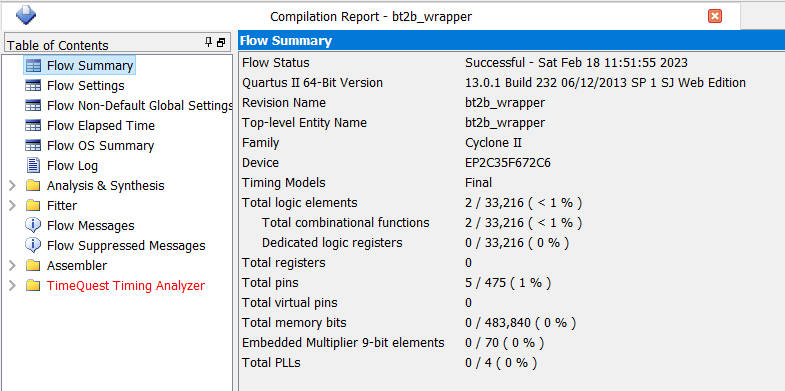 Compilation Report - bt2b_wrapper
Table of Contents
Flow Summary
Flow Settings
Flow Non-Default Global Settings
Flow Elapsed Time
Flow OS Summary
Flow Log
Analysis & Synthesis
Fitter
Flow Messages
Flow Suppressed Messages
Assembler
TimeQuest Timing Analyzer
Flow Summary
Flow Status Successful - Sat Feb 18 11:51:55 2023
Quartus II 64-Bit Version 13.0.1 Build 232 06/12/2013 SP 1 SJ Web Edition
Revision Name bt2b_wrapper
Top-level Entity Name bt2b_wrapper
Family Cyclone II
Device EP2C35F672C6
Timing Models Final
Total logic elements 2 / 33,216 ( < 1 % )
Total combinational functions 2 / 33,216 ( < 1 % )
Dedicated logic registers 0 / 33,216 ( 0 % )
Total registers 0
Total pins 5 / 475 ( 1 % )
Total virtual pins 0
Total memory bits 0 / 483,840 ( 0 % )
Embedded Multiplier 9-bit elements 0 / 70 ( 0 % )
Total PLLs 0 / 4 ( 0 % )